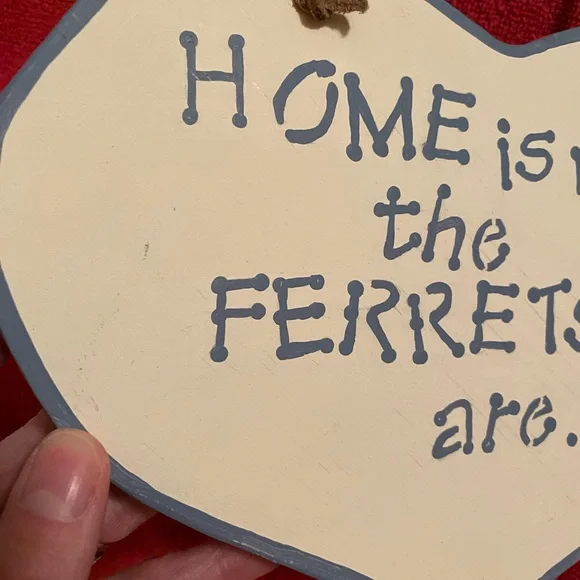 HOME is
the
FERRETS
are.